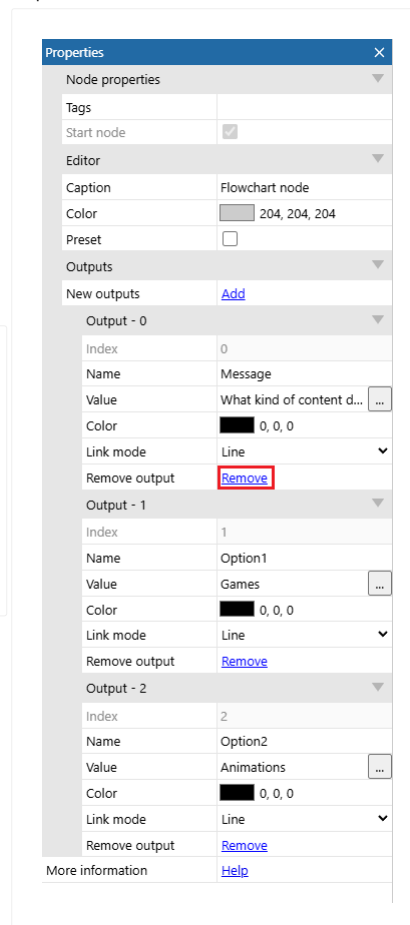 Properties
Node properties
Tags
Start node
Editor
Caption Flowchart node
Color 204, 204, 204
Preset
Outputs
New outputs Add
Output - 0
Index 0
Name Message
Value What kind of content d... ...
Color 0, 0, 0
Link mode Line
Remove output Remove
Output - 1
Index 1
Name Option1
Value Games ...
Color 0, 0, 0
Link mode Line
Remove output Remove
Output - 2
Index 2
Name Option2
Value Animations ...
Color 0, 0, 0
Link mode Line
Remove output Remove
More information Help